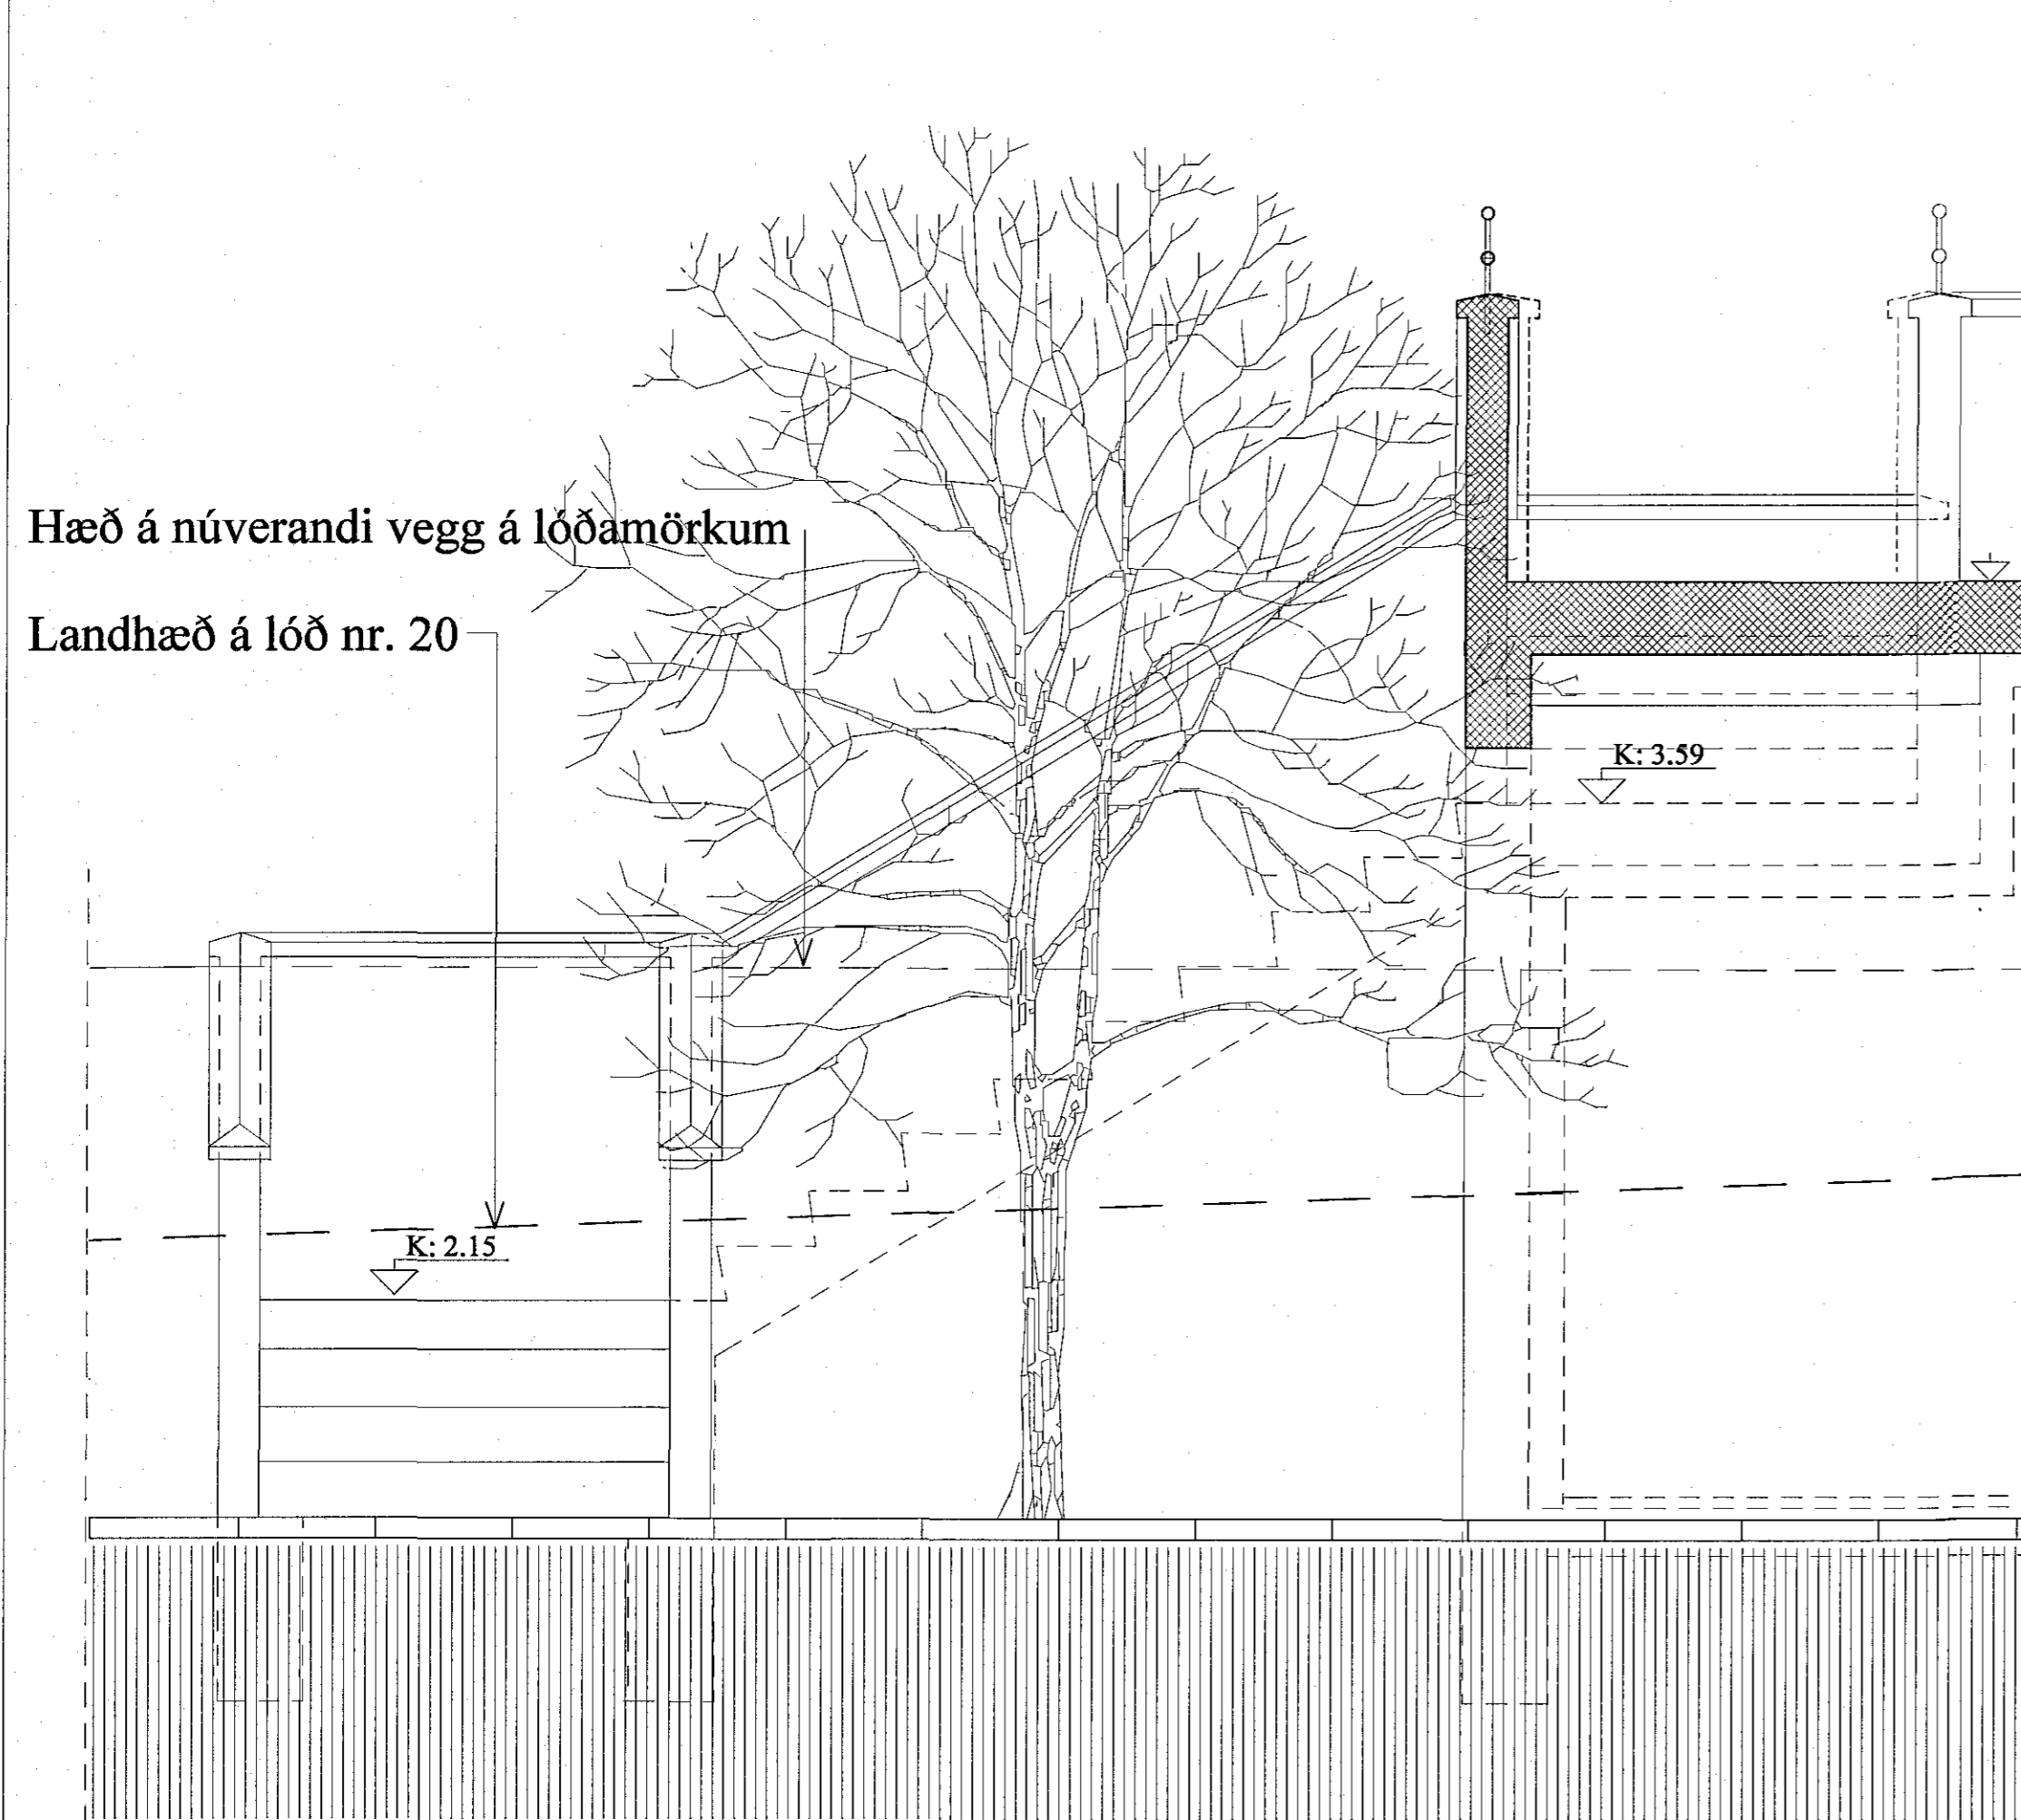 Hæð á núverandi vegg á lóðamörkum
Landhæð á lóð nr. 20
K: 3.59
K: 2.15